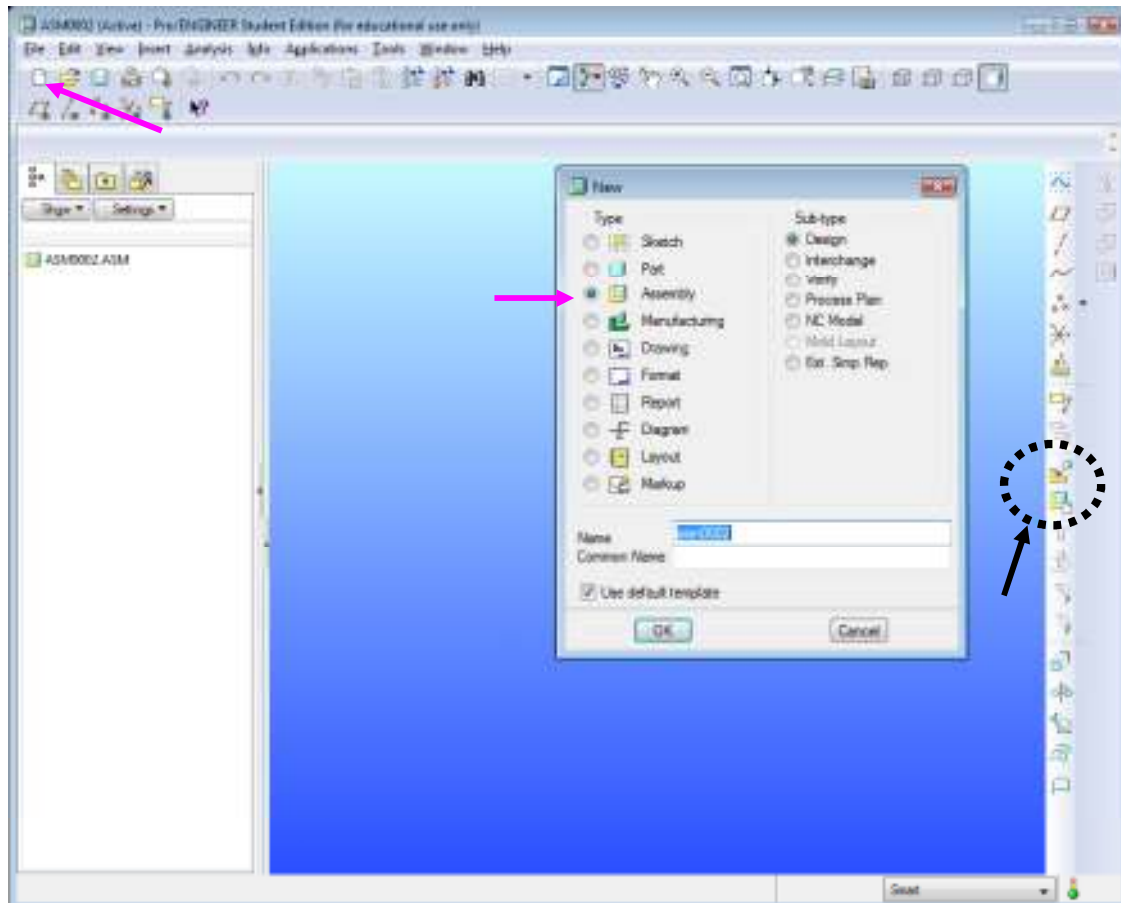 ASM0002 (Active) - Pro/ENGINEER Student Edition (for educational use only)
File Edit View Insert Analysis Info Applications Tools Window Help
Show Settings
ASM0002.ASM
New
Type
Sub-type
Sketch
Part
Assembly
Manufacturing
Drawing
Format
Report
Diagram
Layout
Markup
Design
Interchange
Verify
Process Plan
NC Model
Mold Layout
Ext. Simp. Rep.
Name asm0002
Common Name
Use default template
OK Cancel
Smart